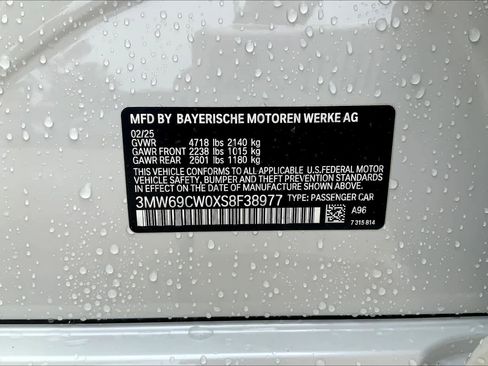 MFD BY BAYERISCHE MOTOREN WERKE AG
02/25
GVWR 4718 lbs 2140 kg
GAWR FRONT 2238 lbs 1015 kg
GAWR REAR 2601 lbs 1180 kg
THIS VEHICLE CONFORMS TO ALL APPLICABLE U.S.FEDERAL MOTOR
VEHICLE SAFETY, BUMPER, AND THEFT PREVENTION STANDARDS
IN EFFECT ON THE DATE OF MANUFACTURE SHOWN ABOVE.
3MW69CW0XS8F38977 TYPE: PASSENGER CAR
A96
7 315 814